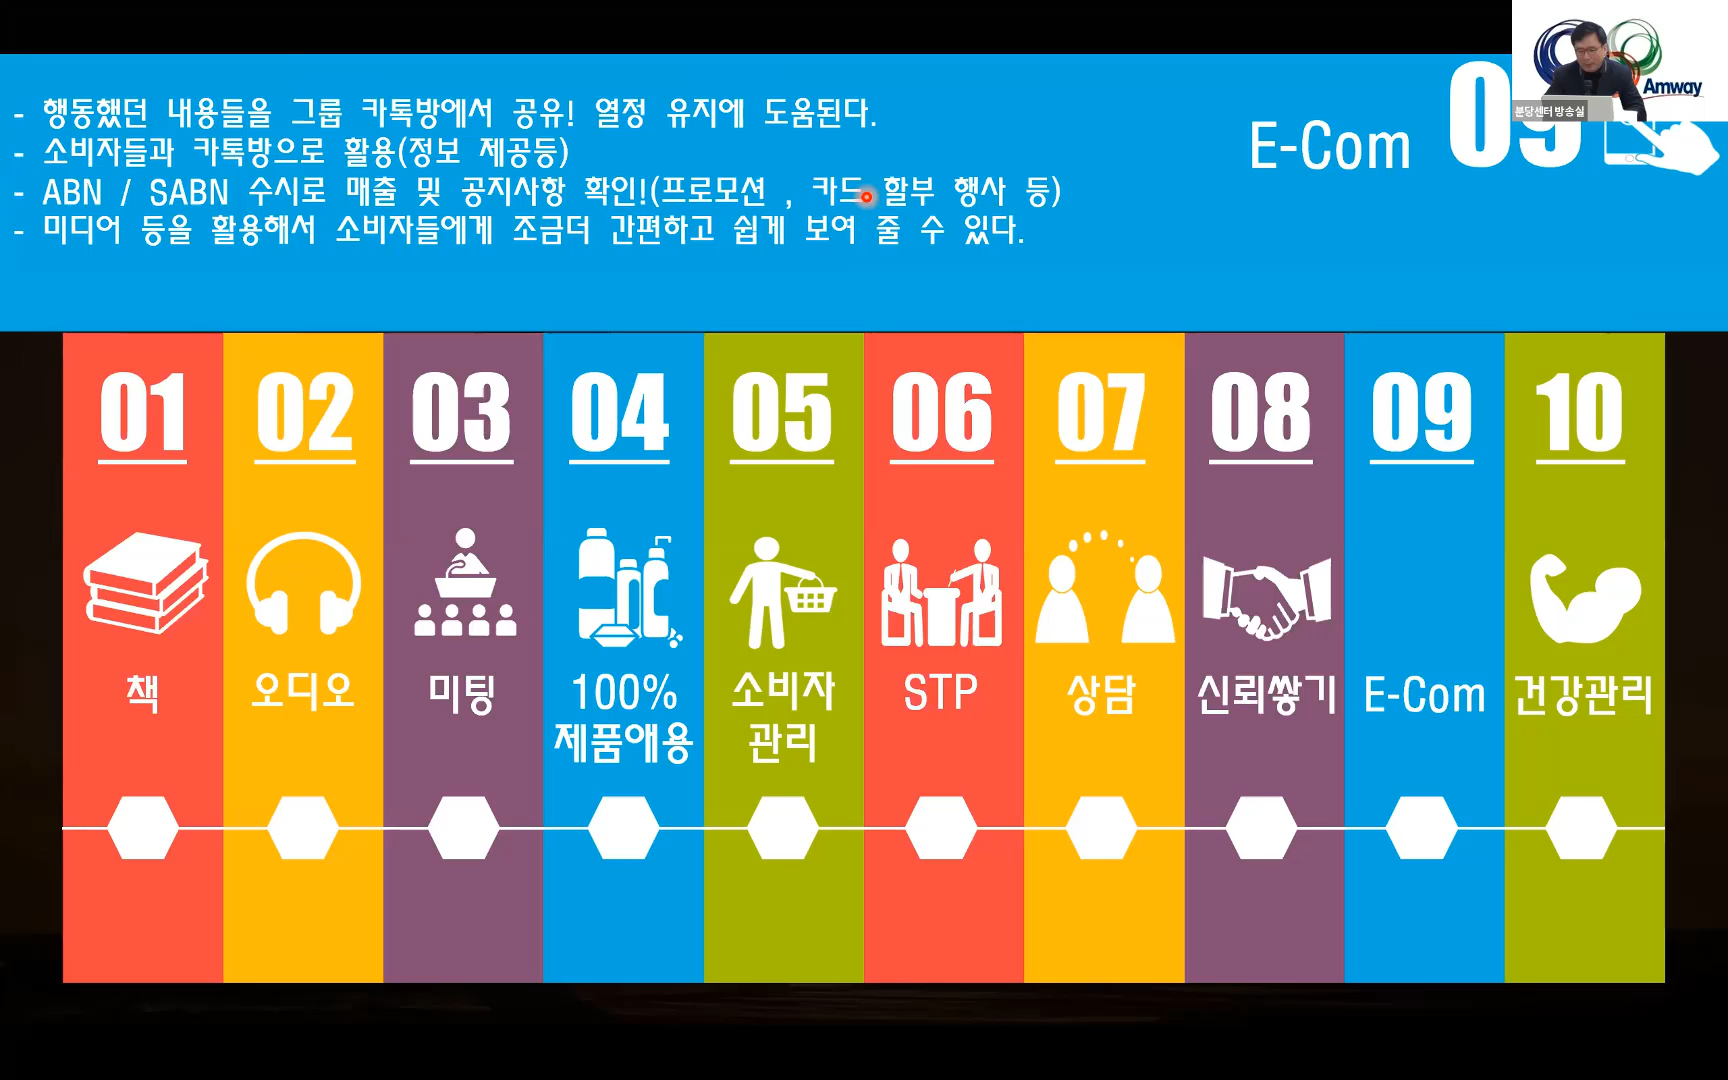 - 행동했던 내용들을 그룹 카톡방에서 공유! 열정 유지에 도움된다.
- 소비자들과 카톡방으로 활용(정보 제공등)
- ABN / SABN 수시로 매출 및 공지사항 확인!(프로모션 , 카드 할부 행사 등)
- 미디어 등을 활용해서 소비자들에게 조금더 간편하고 쉽게 보여 줄 수 있다.
E-Com 09
Amway
분당센터 방송실
01 02 03 04 05 06 07 08 09 10
책 오디오 미팅 100% 소비자 STP 상담 신뢰쌓기 E-Com 건강관리
제품애용 관리